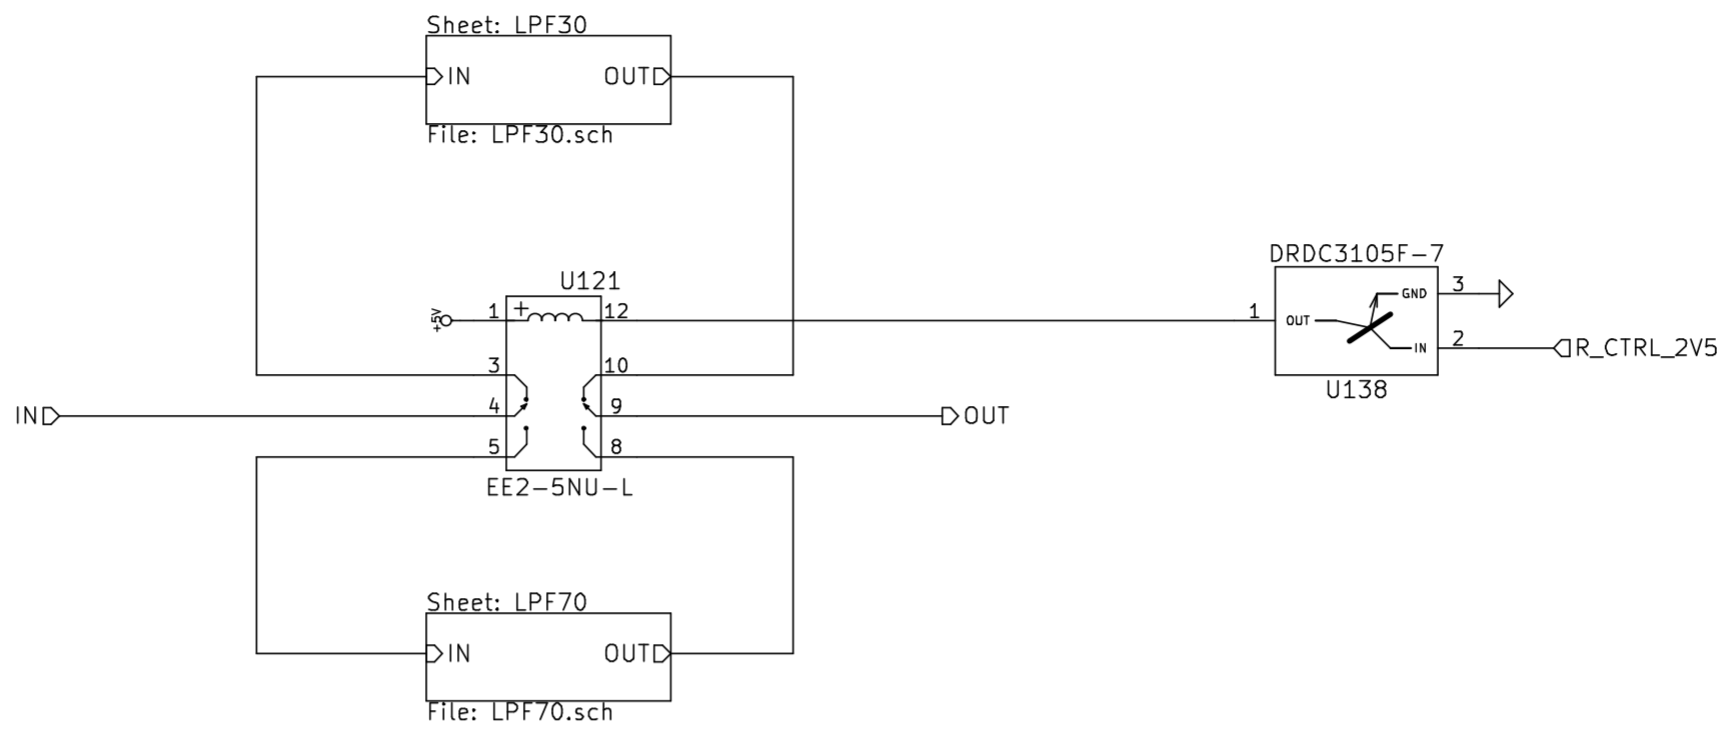 Sheet: LPF30
IN
OUT
File: LPF30.sch
DRDC3105F-7
U121
+5V
1
+
12
1
OUT
GND
3
IN
2
R_CTRL_2V5
U138
3
10
IN
4
9
OUT
5
8
EE2-5NU-L
Sheet: LPF70
IN
OUT
File: LPF70.sch